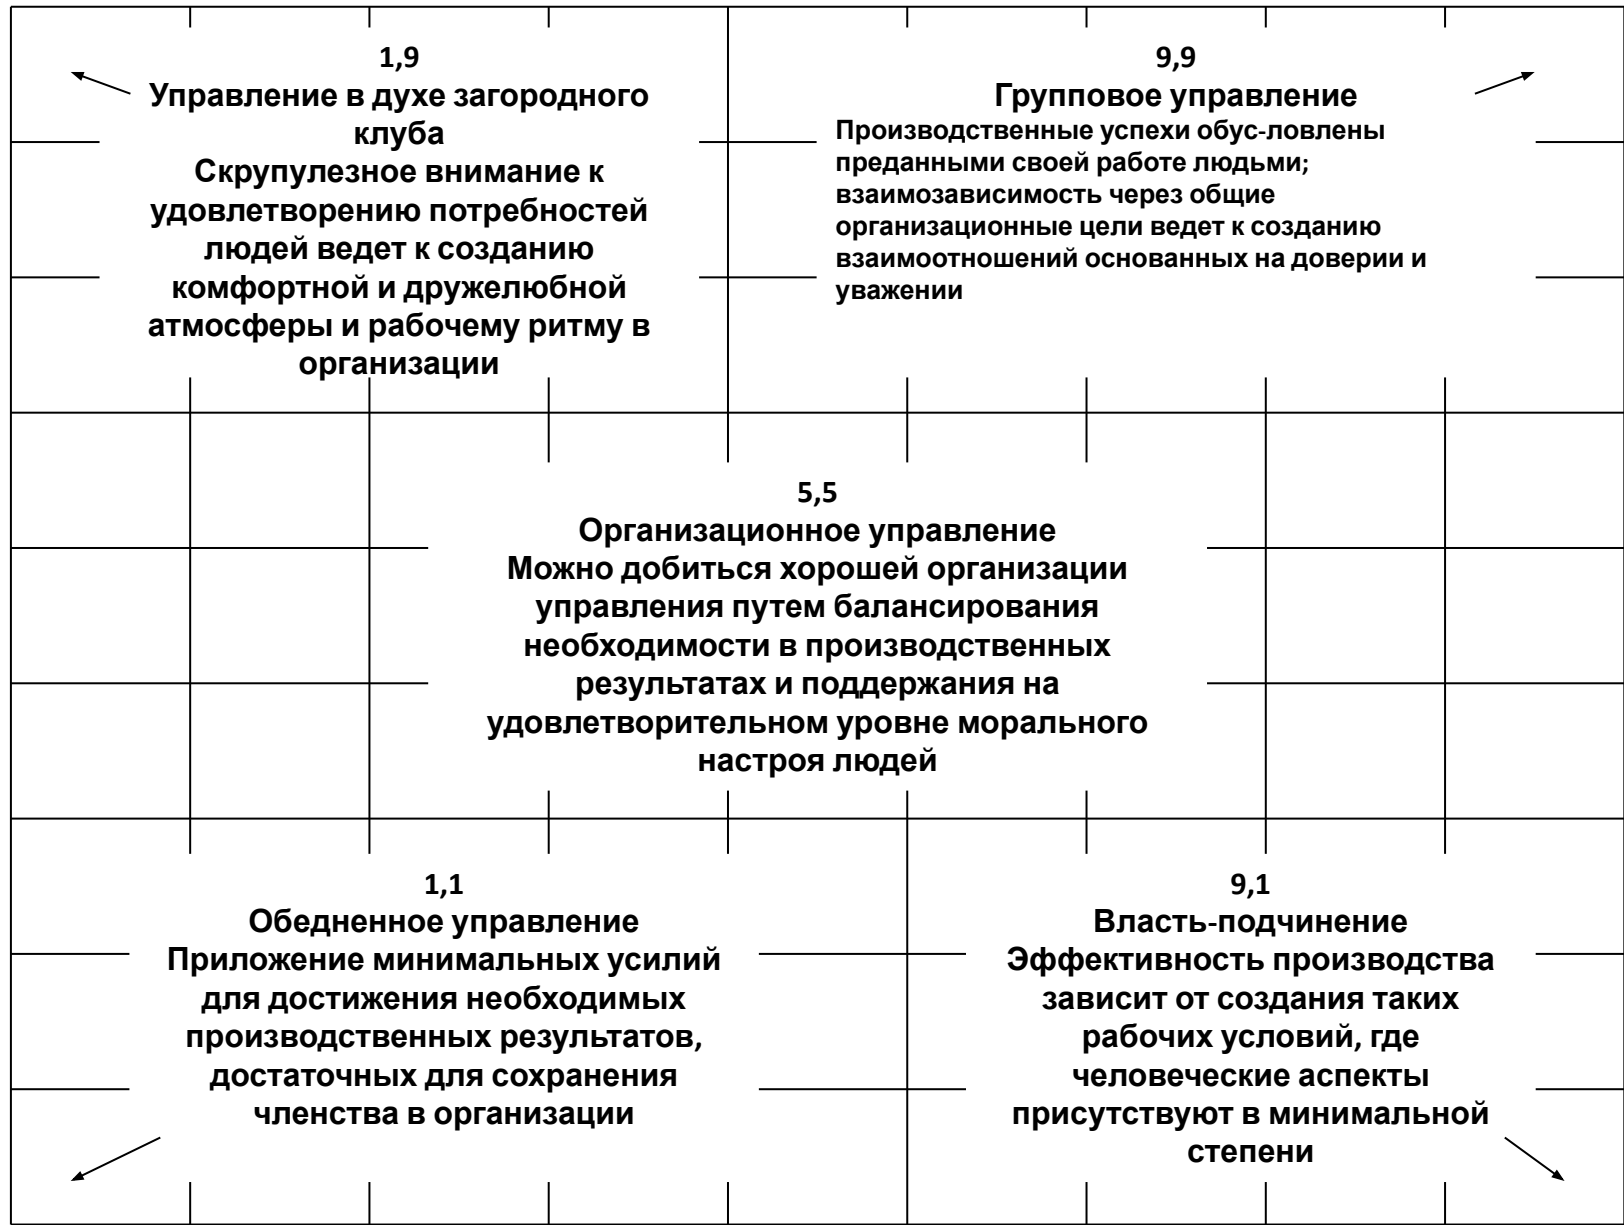 1,9
Управление в духе загородного
клуба
Скрупулезное внимание к
удовлетворению потребностей
людей ведет к созданию
комфортной и дружелюбной
атмосферы и рабочему ритму в
организации
9,9
Групповое управление
Производственные успехи обус-ловлены
преданными своей работе людьми;
взаимозависимость через общие
организационные цели ведет к созданию
взаимоотношений основанных на доверии и
уважении
5,5
Организационное управление
Можно добиться хорошей организации
управления путем балансирования
необходимости в производственных
результатах и поддержания на
удовлетворительном уровне морального
настроя людей
1,1
Обедненное управление
Приложение минимальных усилий
для достижения необходимых
производственных результатов,
достаточных для сохранения
членства в организации
9,1
Власть-подчинение
Эффективность производства
зависит от создания таких
рабочих условий, где
человеческие аспекты
присутствуют в минимальной
степени